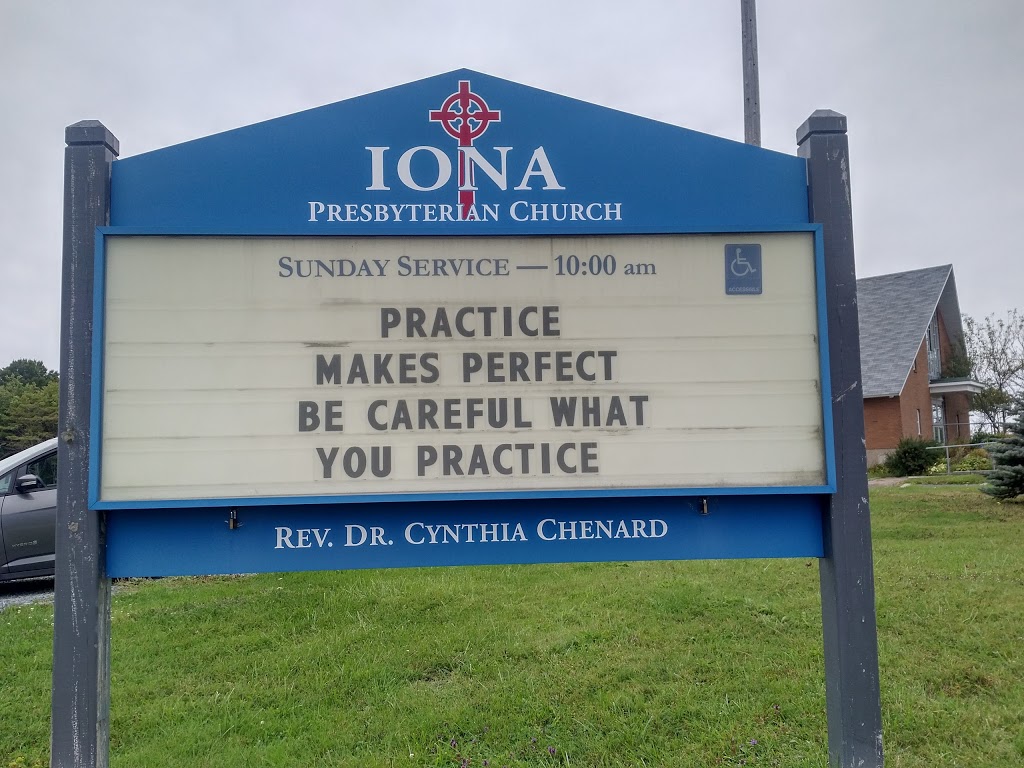 IONA
PRESBYTERIAN CHURCH
SUNDAY SERVICE — 10:00 am
ACCESSIBLE
PRACTICE
MAKES PERFECT
BE CAREFUL WHAT
YOU PRACTICE
REV. DR. CYNTHIA CHENARD